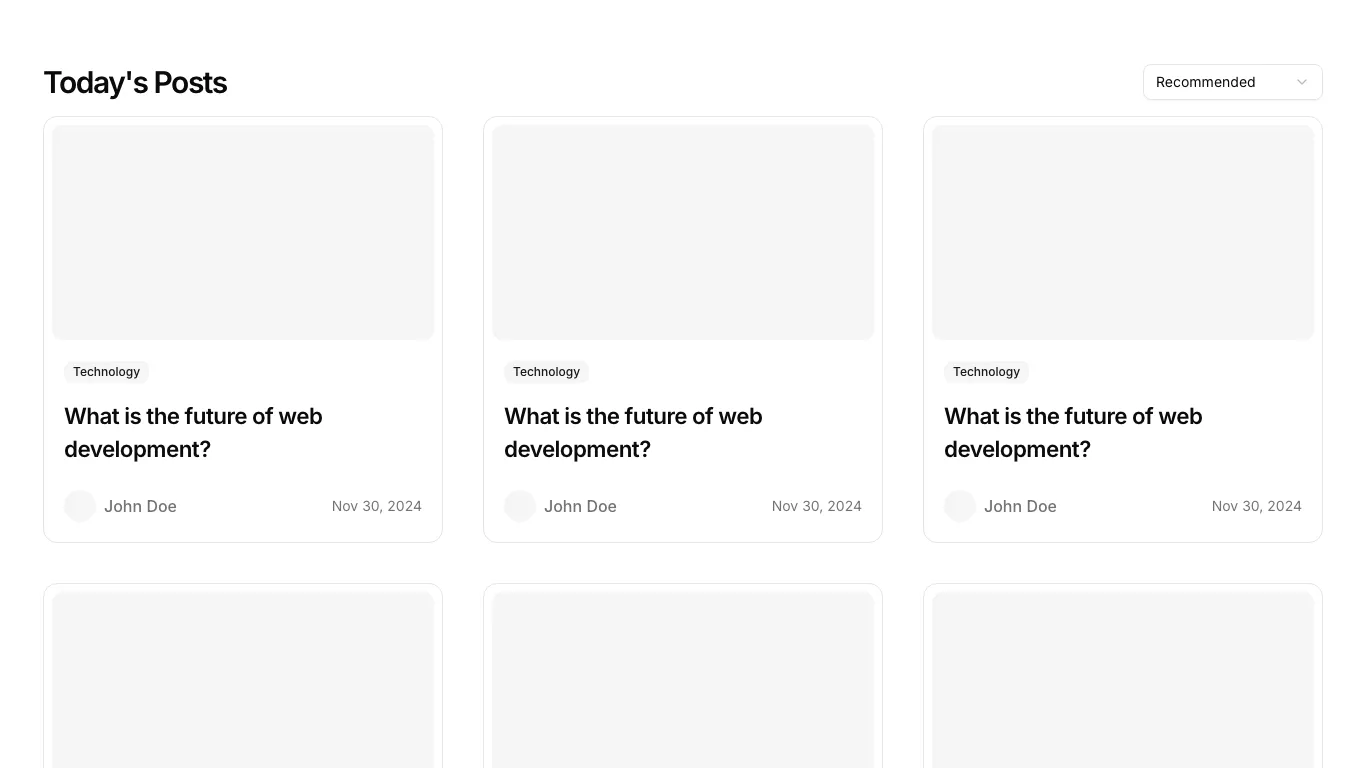 Today's Posts
Recommended
Technology
What is the future of web
development?
John Doe
Nov 30, 2024
Technology
What is the future of web
development?
John Doe
Nov 30, 2024
Technology
What is the future of web
development?
John Doe
Nov 30, 2024